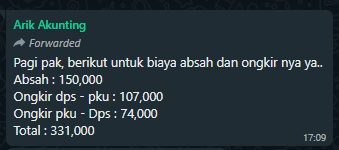 Arik Akunting
Forwarded
Pagi pak, berikut untuk biaya absah dan ongkir nya ya..
Absah : 150,000
Ongkir dps - pku : 107,000
Ongkir pku - Dps : 74,000
Total : 331,000
17:09